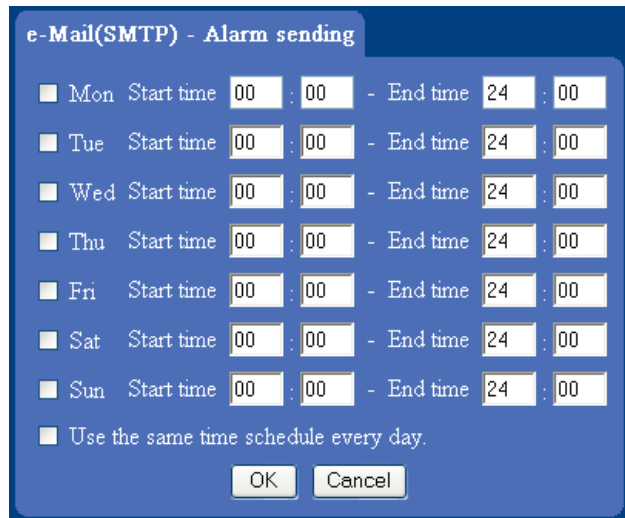 e-Mail(SMTP) - Alarm sending
Mon Start time 00 : 00 - End time 24 : 00
Tue Start time 00 : 00 - End time 24 : 00
Wed Start time 00 : 00 - End time 24 : 00
Thu Start time 00 : 00 - End time 24 : 00
Fri Start time 00 : 00 - End time 24 : 00
Sat Start time 00 : 00 - End time 24 : 00
Sun Start time 00 : 00 - End time 24 : 00
Use the same time schedule every day.
OK Cancel